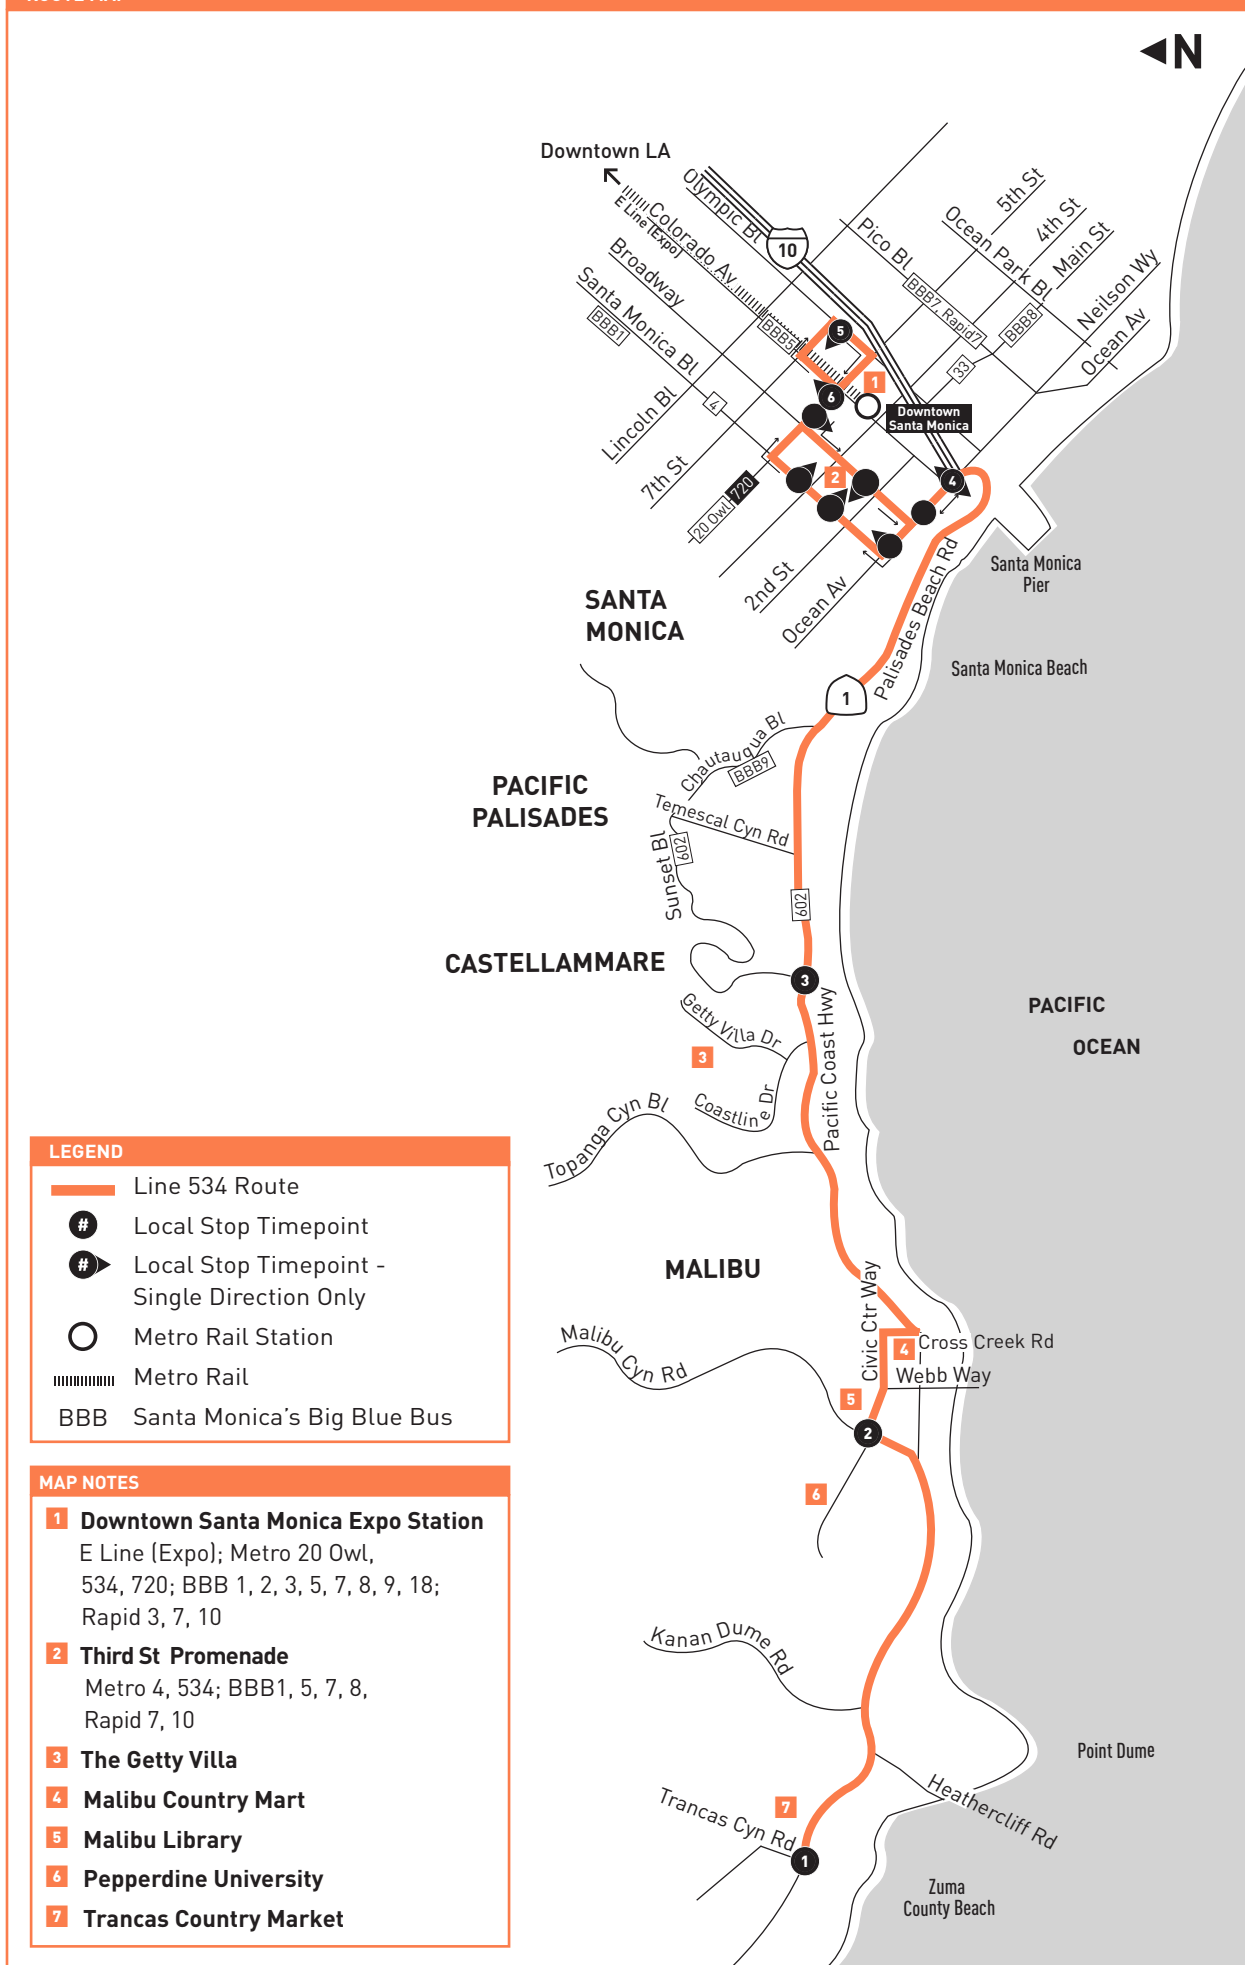 N
Downtown LA
Olympic Bl
E Line (Expo)
Colorado Av
Broadway
Santa Monica Bl
BBB1
10
Pico Bl
5th St
Ocean Park Bl
4th St
Main St
Neilson Wy
Ocean Av
BBB7, Rapid7
BBB8
33
BBB5
5
1
6
Downtown
Santa Monica
4
Lincoln Bl
7th St
20 Owl
720
2
4
2nd St
Ocean Av
Palisades Beach Rd
Santa Monica
Pier
SANTA
MONICA
Santa Monica Beach
1
Chautauqua Bl
BBB9
PACIFIC
PALISADES
Temescal Cyn Rd
Sunset Bl
602
602
CASTELLAMMARE
3
Getty Villa Dr
3
Coastline Dr
Pacific Coast Hwy
PACIFIC
OCEAN
Topanga Cyn Bl
MALIBU
Civic Ctr Way
4
Cross Creek Rd
Webb Way
Malibu Cyn Rd
5
2
6
Kanan Dume Rd
Point Dume
Heathercliff Rd
7
Trancas Cyn Rd
1
Zuma
County Beach
LEGEND
Line 534 Route
# Local Stop Timepoint
# Local Stop Timepoint -
Single Direction Only
Metro Rail Station
Metro Rail
BBB Santa Monica's Big Blue Bus
MAP NOTES
1 Downtown Santa Monica Expo Station
E Line (Expo); Metro 20 Owl,
534, 720; BBB 1, 2, 3, 5, 7, 8, 9, 18;
Rapid 3, 7, 10
2 Third St Promenade
Metro 4, 534; BBB1, 5, 7, 8,
Rapid 7, 10
3 The Getty Villa
4 Malibu Country Mart
5 Malibu Library
6 Pepperdine University
7 Trancas Country Market